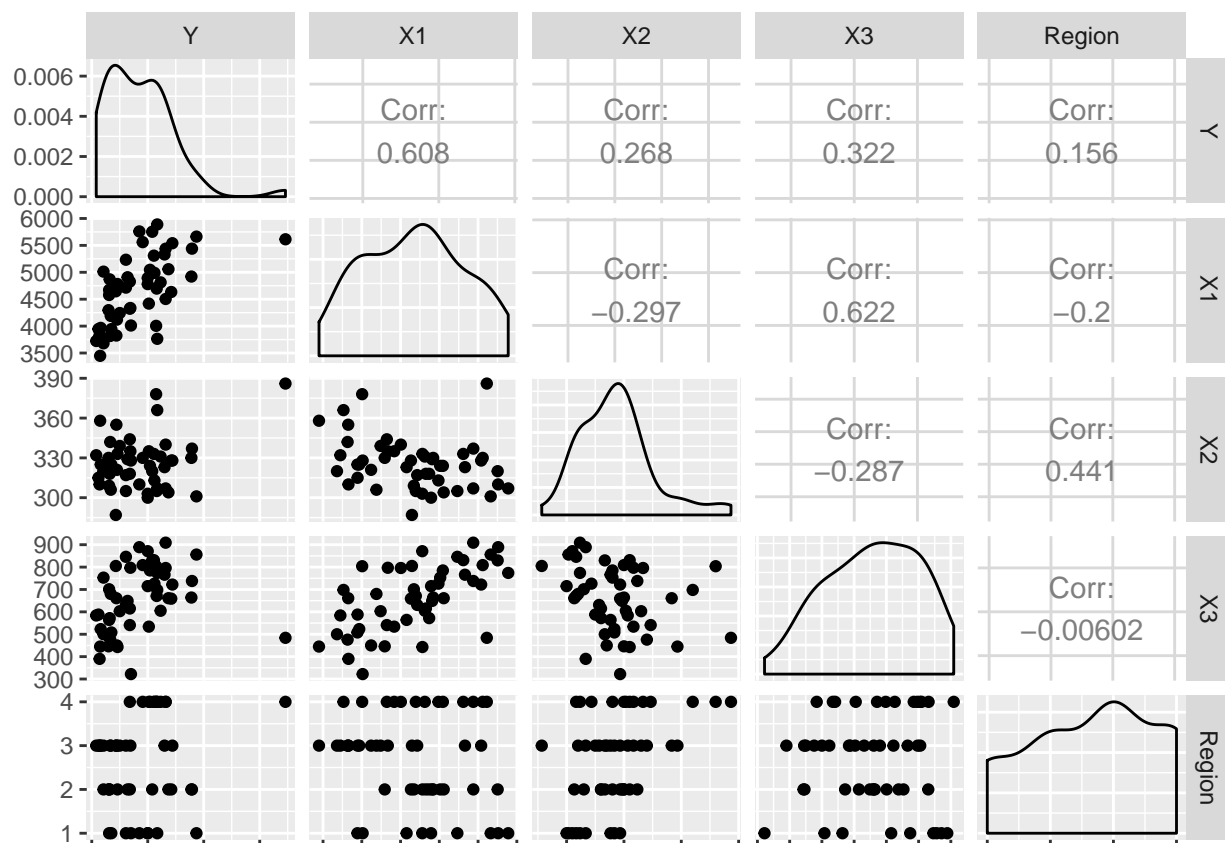 Y X1 X2 X3 Region
0.006
0.004
0.002
0.000
Corr:
0.608
Corr:
0.268
Corr:
0.322
Corr:
0.156
Y
6000
5500
5000
4500
4000
3500
Corr:
−0.297
Corr:
0.622
Corr:
−0.2
X1
390
360
330
300
Corr:
−0.287
Corr:
0.441
X2
900
800
700
600
500
400
300
Corr:
−0.00602
X3
4
3
2
1
Region